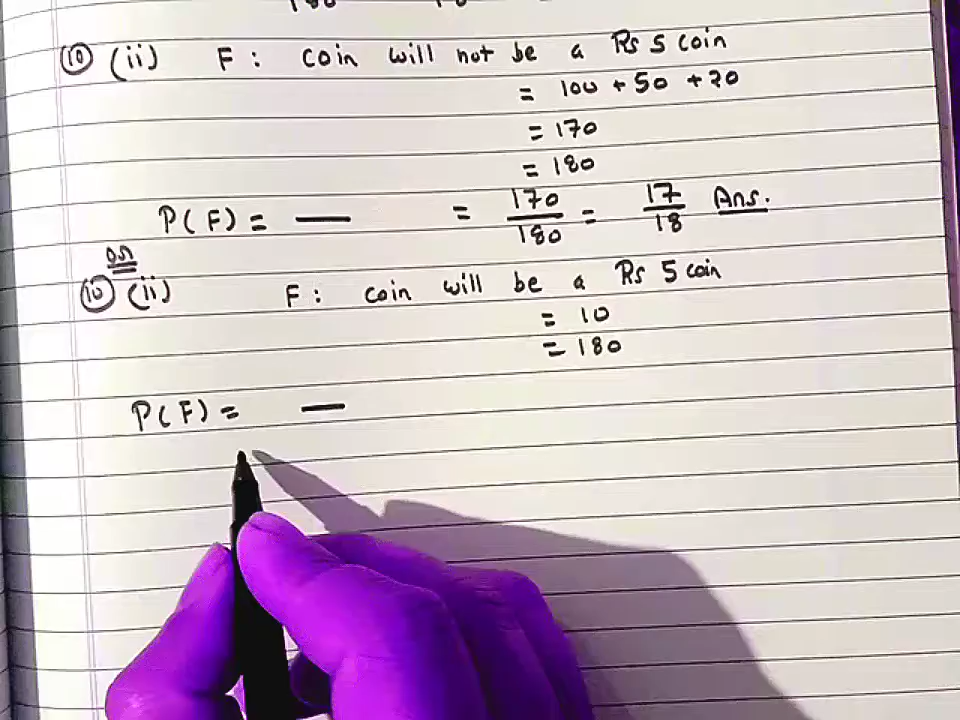 180
⑩ (ii) F : coin will not be a Rs 5 coin
= 100 + 50 + 20
= 170
= 180
P(F) = — = 170/180 = 17/18 Ans.
or
⑩ (ii) F : coin will be a Rs 5 coin
= 10
= 180
P(F) = —